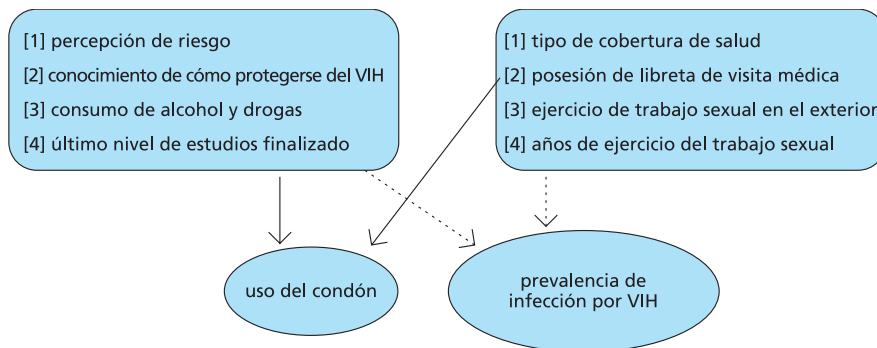 [1] percepción de riesgo
[2] conocimiento de cómo protegerse del VIH
[3] consumo de alcohol y drogas
[4] último nivel de estudios finalizado
[1] tipo de cobertura de salud
[2] posesión de libreta de visita médica
[3] ejercicio de trabajo sexual en el exterior
[4] años de ejercicio del trabajo sexual
uso del condón
prevalencia de
infección por VIH